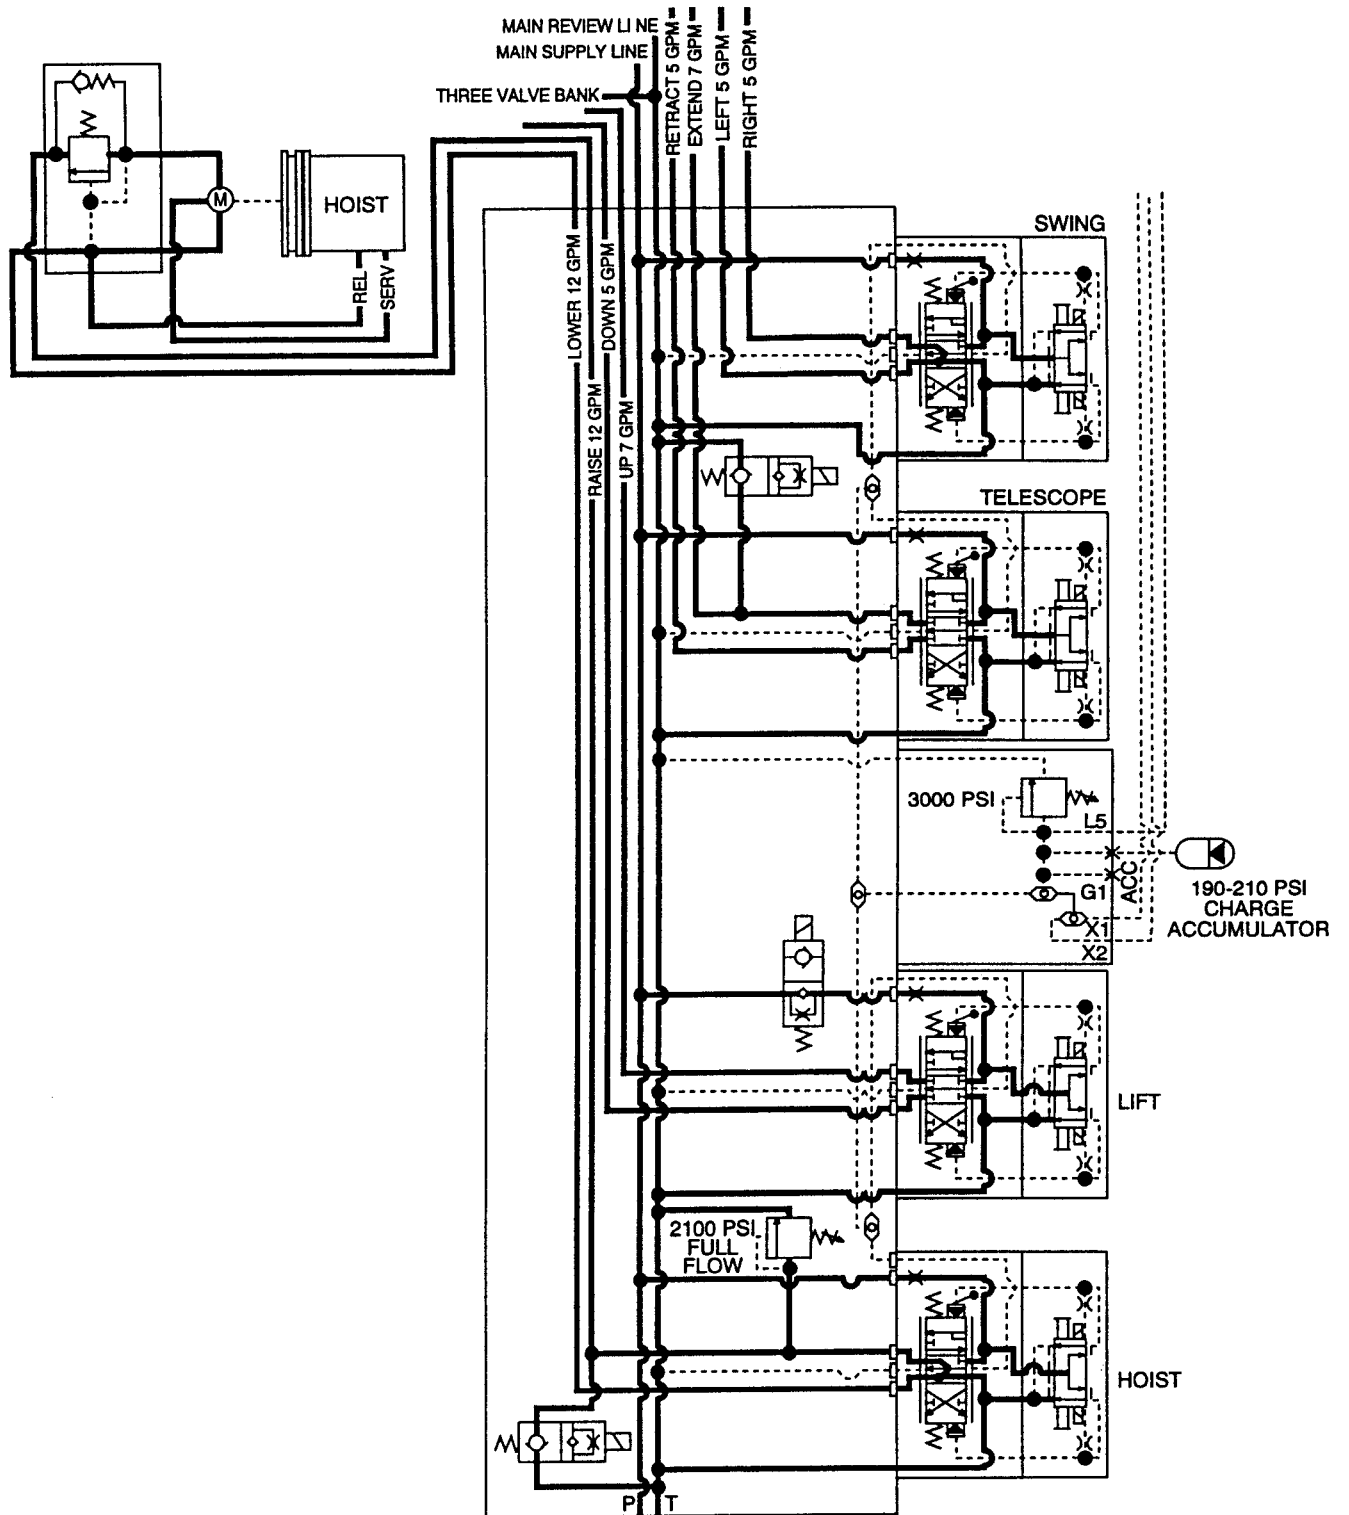 MAIN REVIEW LI NE
MAIN SUPPLY LINE
THREE VALVE BANK
RETRACT 5 GPM
EXTEND 7 GPM
LEFT 5 GPM
RIGHT 5 GPM
M
HOIST
REL
SERV
LOWER 12 GPM
RAISE 12 GPM
DOWN 5 GPM
UP 7 GPM
SWING
TELESCOPE
3000 PSI
L5
ACC
G1
X1
X2
190-210 PSI
CHARGE
ACCUMULATOR
LIFT
2100 PSI
FULL
FLOW
HOIST
P
T